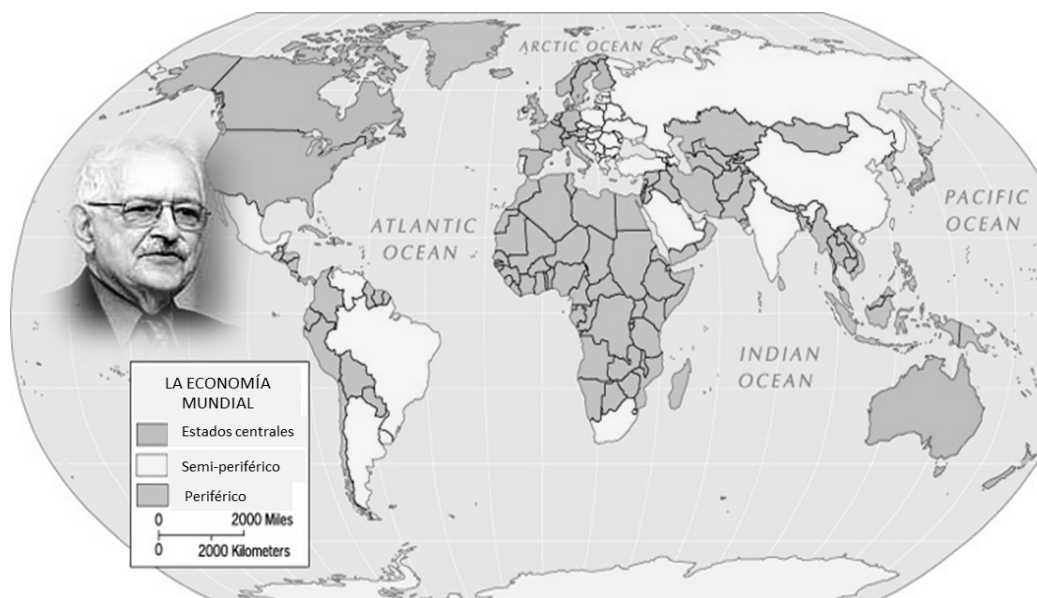 ARCTIC OCEAN
ATLANTIC
OCEAN
PACIFIC
OCEAN
INDIAN
OCEAN
LA ECONOMÍA
MUNDIAL
Estados centrales
Semi-periférico
Periférico
0 2000 Miles
0 2000 Kilometers